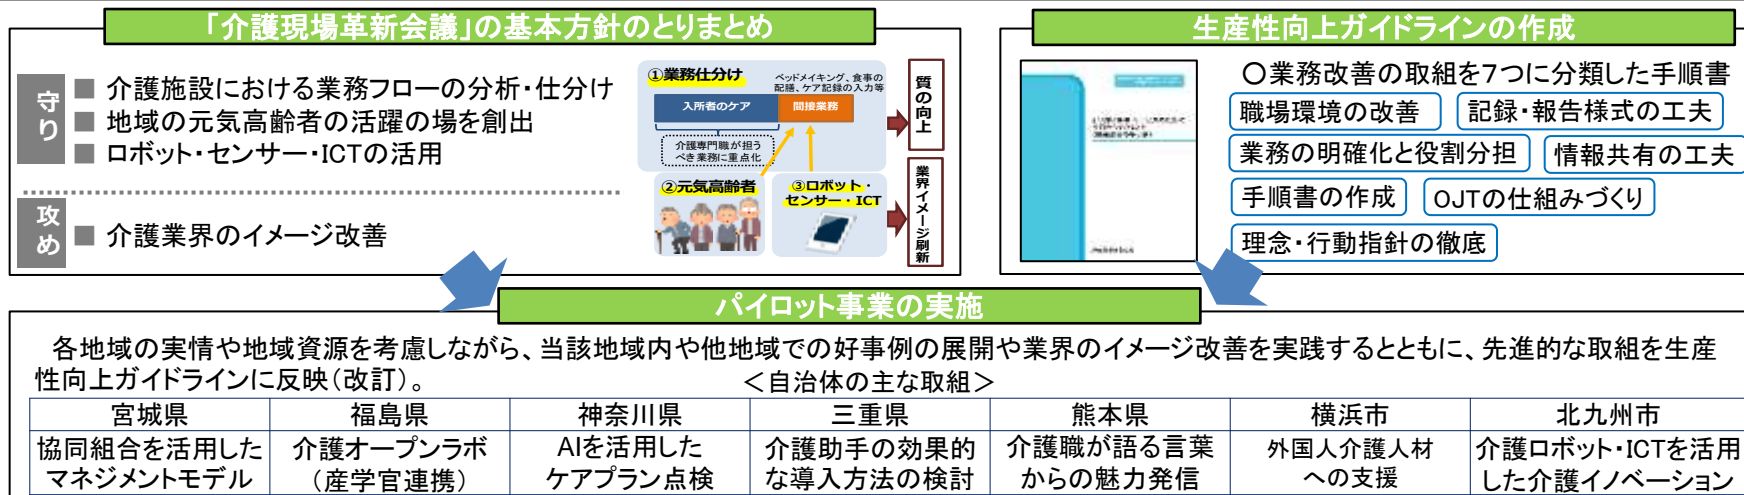 「介護現場革新会議」の基本方針のとりまとめ
守り
■ 介護施設における業務フローの分析・仕分け
■ 地域の元気高齢者の活躍の場を創出
■ ロボット・センサー・ICTの活用
攻め
■ 介護業界のイメージ改善
①業務仕分け
ベッドメイキング、食事の
配膳、ケア記録の入力等
入所者のケア
間接業務
介護専門職が担う
べき業務に重点化
②元気高齢者
③ロボット・
センサー・ICT
質の向上
業界イメージ刷新
生産性向上ガイドラインの作成
〇業務改善の取組を7つに分類した手順書
職場環境の改善
記録・報告様式の工夫
業務の明確化と役割分担
情報共有の工夫
手順書の作成
OJTの仕組みづくり
理念・行動指針の徹底
パイロット事業の実施
各地域の実情や地域資源を考慮しながら、当該地域内や他地域での好事例の展開や業界のイメージ改善を実践するとともに、先進的な取組を生産
性向上ガイドラインに反映(改訂)。
＜自治体の主な取組＞
宮城県 福島県 神奈川県 三重県 熊本県 横浜市 北九州市
協同組合を活用した 介護オープンラボ AIを活用した 介護助手の効果的 介護職が語る言葉 外国人介護人材 介護ロボット・ICTを活用
マネジメントモデル (産学官連携) ケアプラン点検 な導入方法の検討 からの魅力発信 への支援 した介護イノベーション